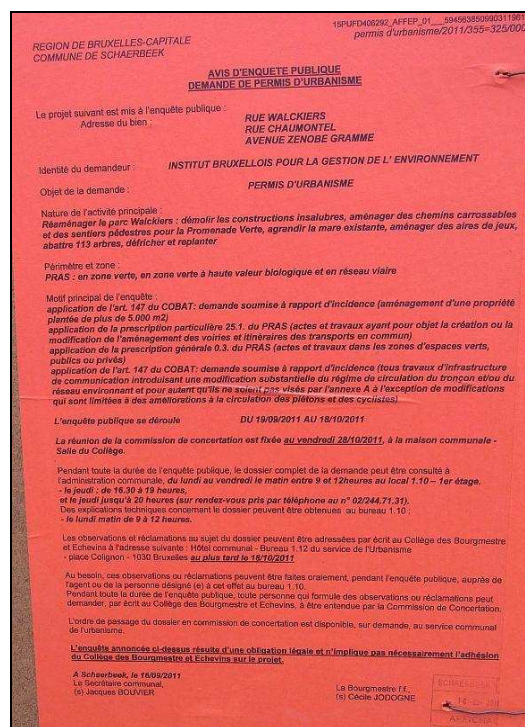 15PUFD406292_AFFEP_01___5945638509903119616
permis d'urbanisme/2011/355=325/000
REGION DE BRUXELLES-CAPITALE
COMMUNE DE SCHAERBEEK
AVIS D'ENQUETE PUBLIQUE
DEMANDE DE PERMIS D'URBANISME
Le projet suivant est mis à l'enquête publique :
Adresse du bien : RUE WALCKIERS
RUE CHAUMONTEL
AVENUE ZENOBE GRAMME
Identité du demandeur : INSTITUT BRUXELLOIS POUR LA GESTION DE L' ENVIRONNEMENT
Objet de la demande : PERMIS D'URBANISME
Nature de l'activité principale :
Réaménager le parc Walckiers : démolir les constructions insalubres, aménager des chemins carrossables
et des sentiers pédestres pour la Promenade Verte, agrandir la mare existante, aménager des aires de jeux,
abattre 113 arbres, défricher et replanter
Périmètre et zone :
PRAS : en zone verte, en zone verte à haute valeur biologique et en réseau viaire
Motif principal de l'enquête :
application de l'art. 147 du COBAT: demande soumise à rapport d'incidence (aménagement d'une propriété
plantée de plus de 5.000 m2)
application de la prescription particulière 25.1. du PRAS (actes et travaux ayant pour objet la création ou la
modification de l'aménagement des voiries et itinéraires des transports en commun)
application de la prescription générale 0.3. du PRAS (actes et travaux dans les zones d'espaces verts,
publics ou privés)
application de l'art. 147 du COBAT: demande soumise à rapport d'incidence (tous travaux d'infrastructure
de communication introduisant une modification substantielle du régime de circulation du tronçon et/ou du
réseau environnant et pour autant qu'ils ne soient pas visés par l'annexe A à l'exception de modifications
qui sont limitées à des améliorations à la circulation des piétons et des cyclistes)
L'enquête publique se déroule DU 19/09/2011 AU 18/10/2011
La réunion de la commission de concertation est fixée au vendredi 28/10/2011, à la maison communale -
Salle du Collège.
Pendant toute la durée de l'enquête publique, le dossier complet de la demande peut être consulté à
l'administration communale, du lundi au vendredi le matin entre 9 et 12heures au local 1.10 – 1er étage.
- le jeudi : de 16.30 à 19 heures,
et le jeudi jusqu'à 20 heures (sur rendez-vous pris par téléphone au n° 02/244.71.31).
Des explications techniques concernant le dossier peuvent être obtenues au bureau 1.10 :
- le lundi matin de 9 à 12 heures.
Les observations et réclamations au sujet du dossier peuvent être adressées par écrit au Collège des Bourgmestre
et Echevins à l'adresse suivante : Hôtel communal - Bureau 1.12 du service de l'Urbanisme
- place Colignon - 1030 Bruxelles au plus tard le 18/10/2011
Au besoin, ces observations ou réclamations peuvent être faites oralement, pendant l'enquête publique, auprès de
l'agent ou de la personne désigné (e) à cet effet au bureau 1.10.
Pendant toute la durée de l'enquête publique, toute personne qui formule des observations ou réclamations peut
demander, par écrit au Collège des Bourgmestre et Echevins, à être entendue par la Commission de Concertation.
L'ordre de passage du dossier en commission de concertation est disponible, sur demande, au service communal
de l'urbanisme.
L'enquête annoncée ci-dessus résulte d'une obligation légale et n'implique pas nécessairement l'adhésion
du Collège des Bourgmestre et Echevins sur le projet.
A Schaerbeek, le 16/09/2011
Le Secrétaire communal,
(s) Jacques BOUVIER
Le Bourgmestre f.f.,
(s) Cécile JODOGNE
SCHAERBEEK